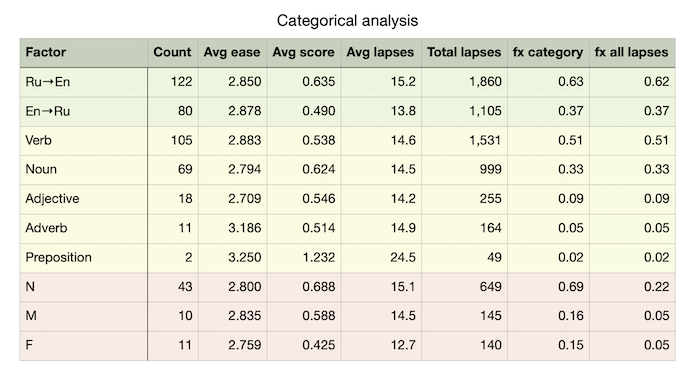 Categorical analysis
Factor Count Avg ease Avg score Avg lapses Total lapses fx category fx all lapses
Ru→En 122 2.850 0.635 15.2 1,860 0.63 0.62
En→Ru 80 2.878 0.490 13.8 1,105 0.37 0.37
Verb 105 2.883 0.538 14.6 1,531 0.51 0.51
Noun 69 2.794 0.624 14.5 999 0.33 0.33
Adjective 18 2.709 0.546 14.2 255 0.09 0.09
Adverb 11 3.186 0.514 14.9 164 0.05 0.05
Preposition 2 3.250 1.232 24.5 49 0.02 0.02
N 43 2.800 0.688 15.1 649 0.69 0.22
M 10 2.835 0.588 14.5 145 0.16 0.05
F 11 2.759 0.425 12.7 140 0.15 0.05